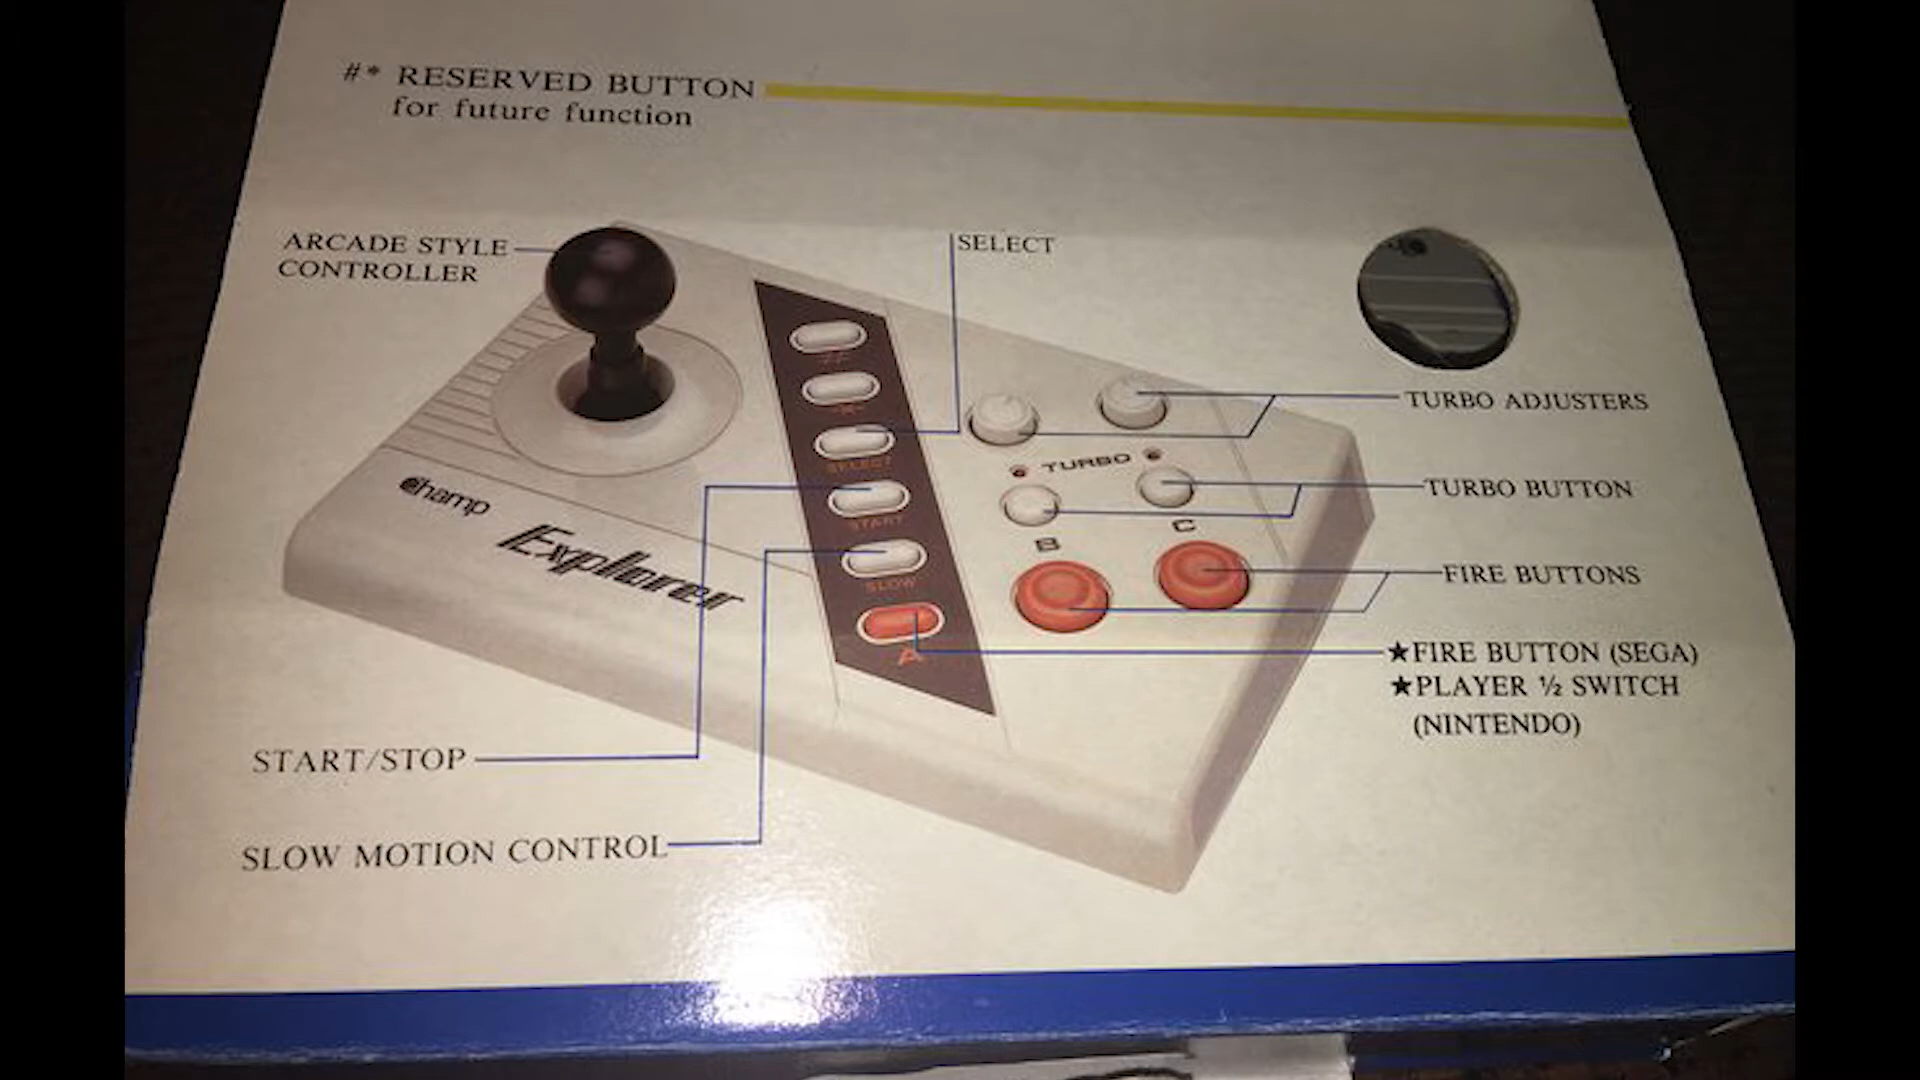 #* RESERVED BUTTON
for future function
ARCADE STYLE
CONTROLLER
SELECT
TURBO ADJUSTERS
#
*
SELECT
TURBO
TURBO BUTTON
Champ
START
Explorer
B
C
FIRE BUTTONS
SLOW
A
★FIRE BUTTON (SEGA)
★PLAYER ½ SWITCH
(NINTENDO)
START/STOP
SLOW MOTION CONTROL